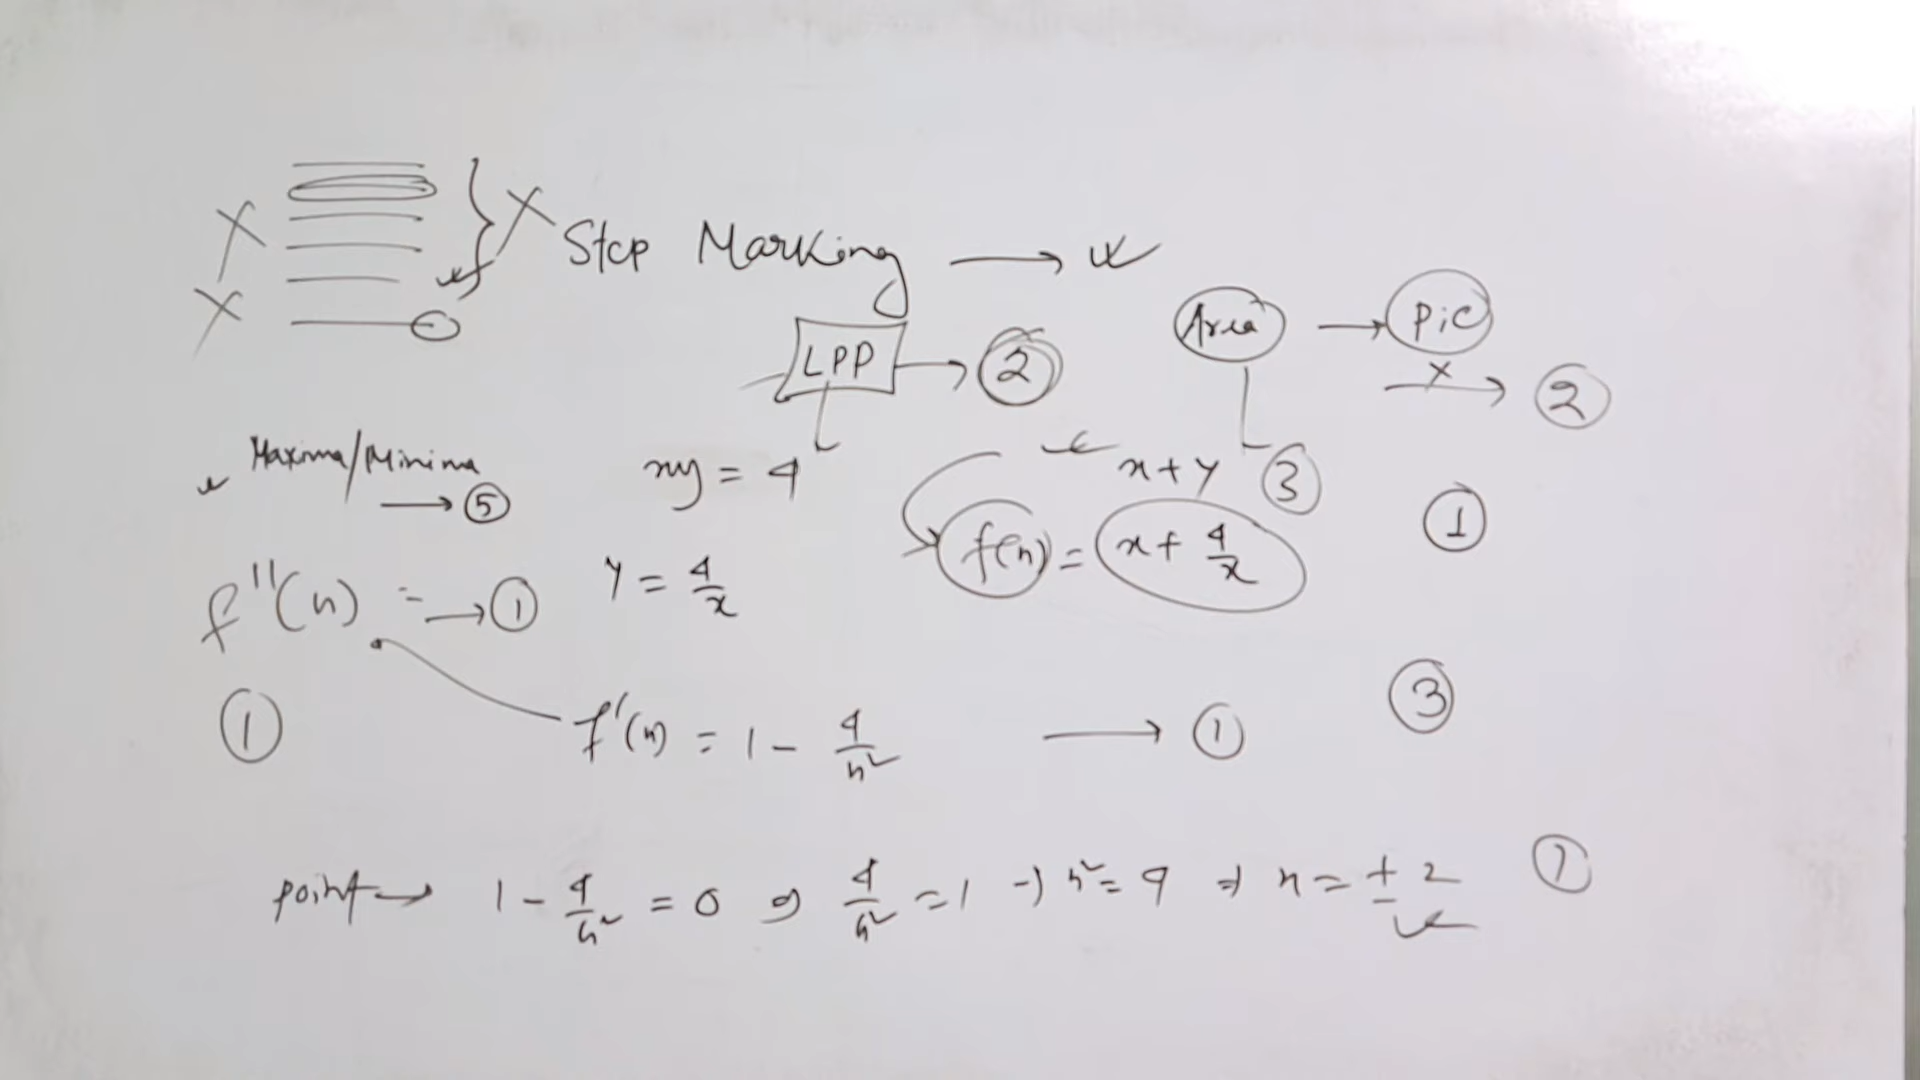 Step Marking →
Area → Pic
LPP → 2
→ 2
Maxima/Minima
→ 5
xy = 4
x + y 3
f(x) = x + 4/x
1
f''(x) = → 1
y = 4/x
1
f'(x) = 1 - 4/x² → 1
3
point → 1 - 4/x² = 0 ⇒ 4/x² = 1 → x² = 4 ⇒ x = ± 2 1